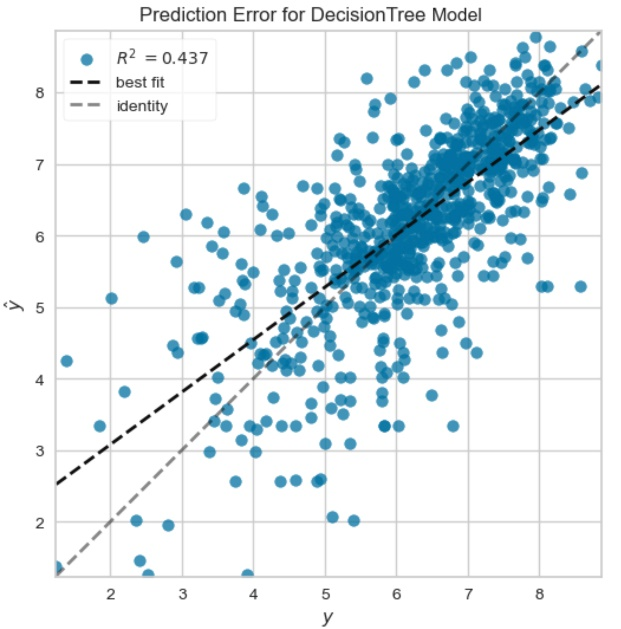 Prediction Error for DecisionTree Model
R² = 0.437
best fit
identity
8
7
6
5
4
3
2
ŷ
2 3 4 5 6 7 8
y